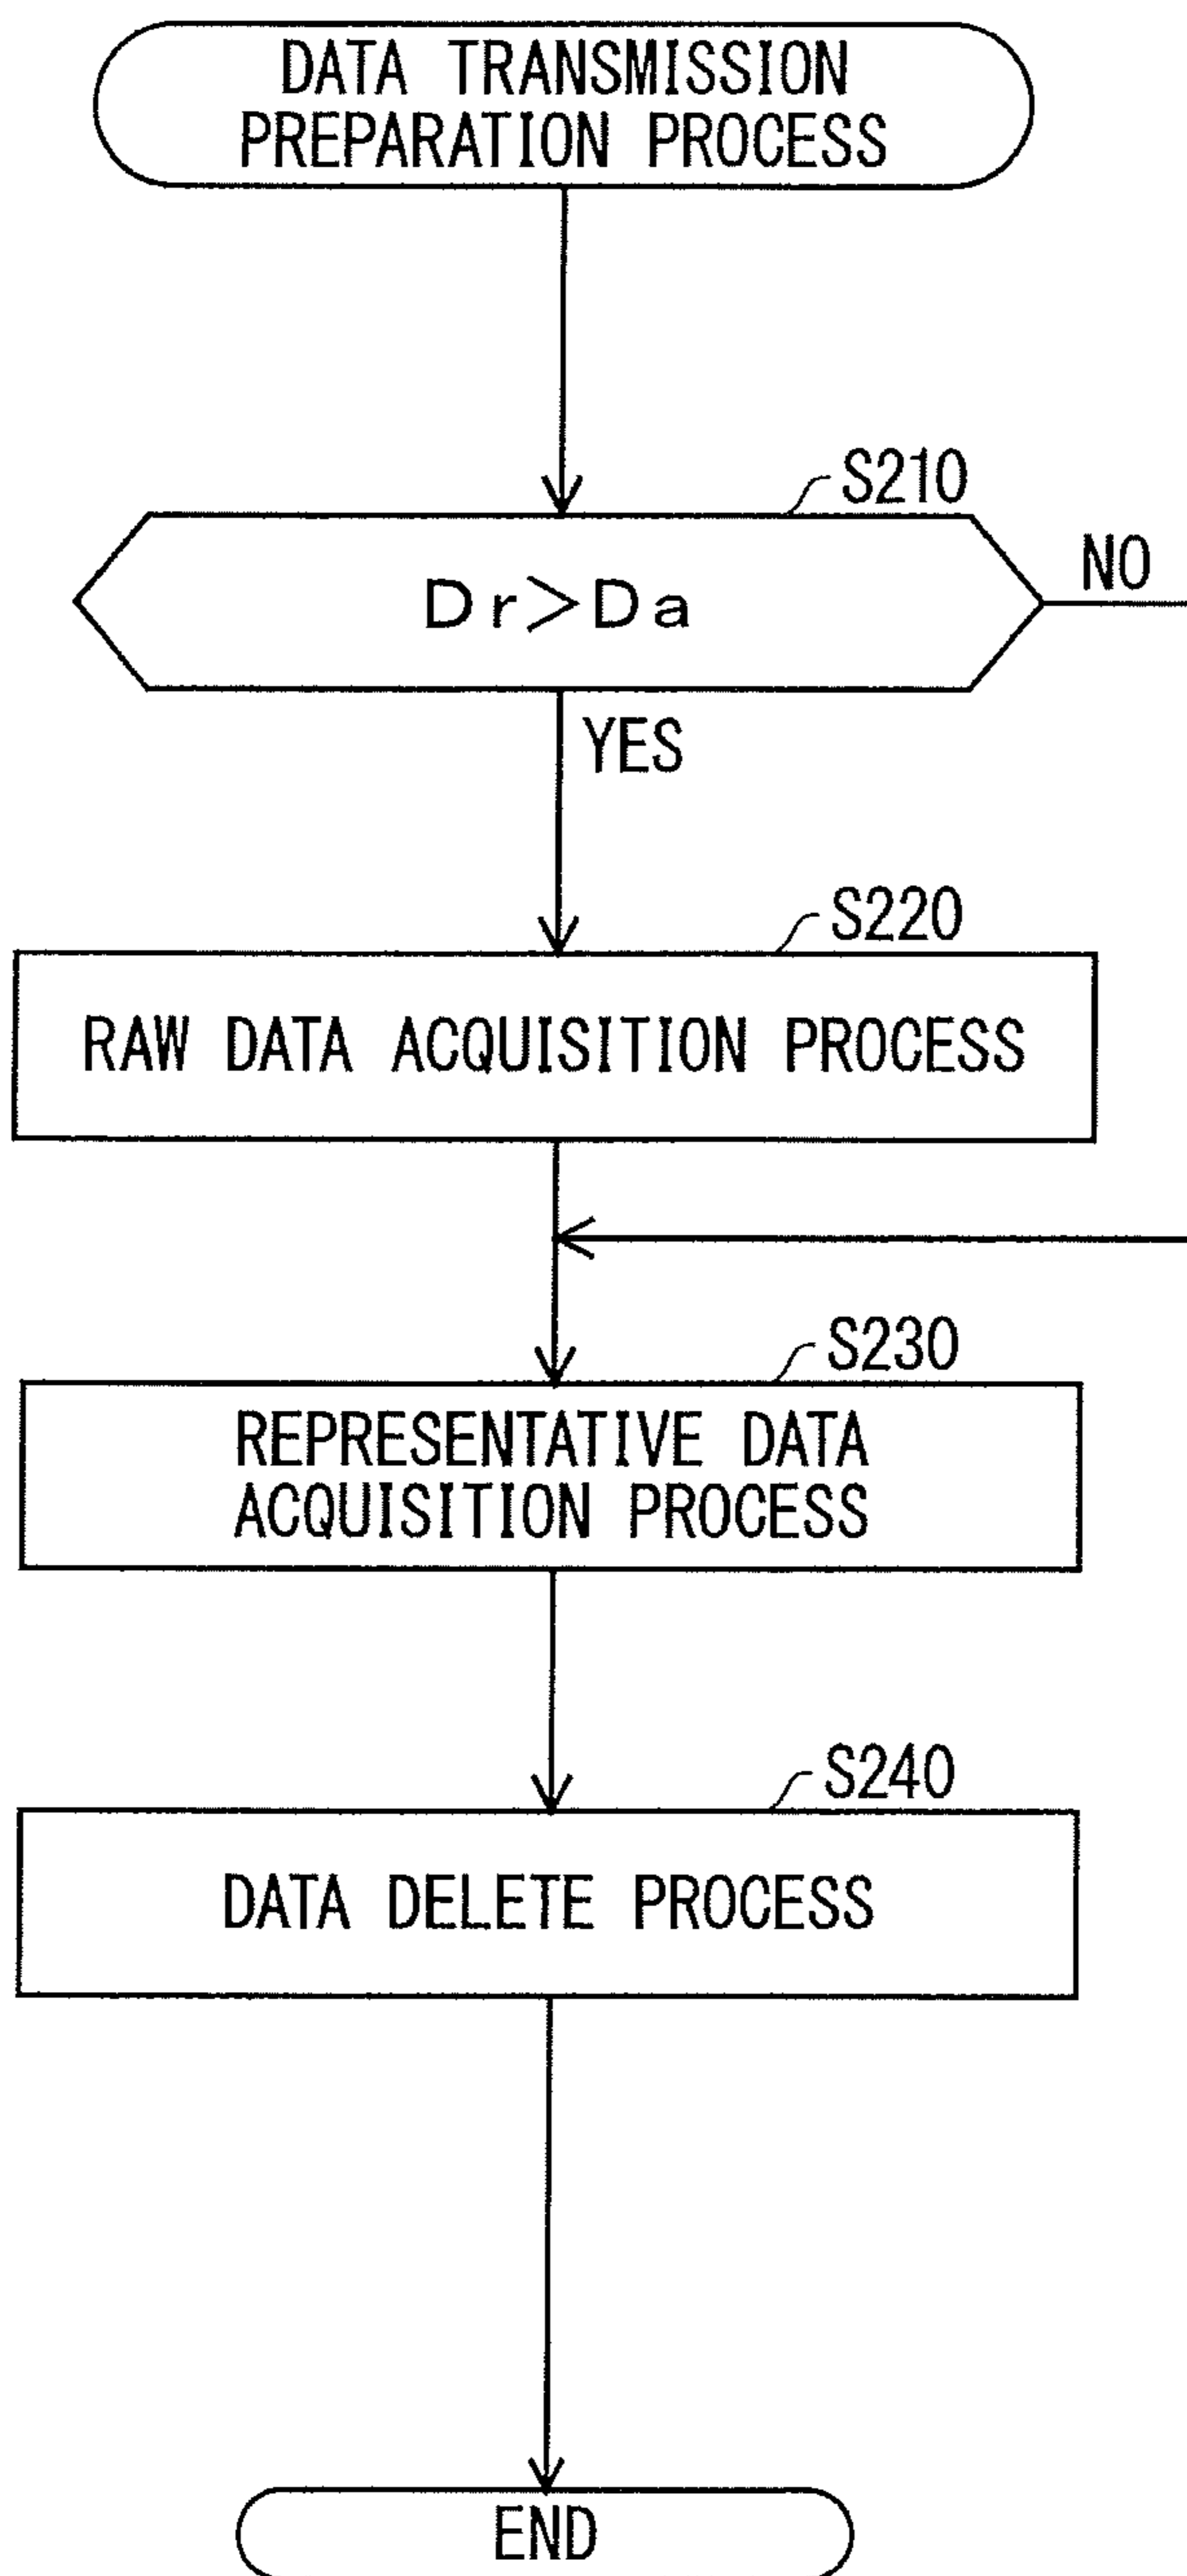 DATA TRANSMISSION
PREPARATION PROCESS
S210
Dr>Da
NO
YES
S220
RAW DATA ACQUISITION PROCESS
S230
REPRESENTATIVE DATA
ACQUISITION PROCESS
S240
DATA DELETE PROCESS
END